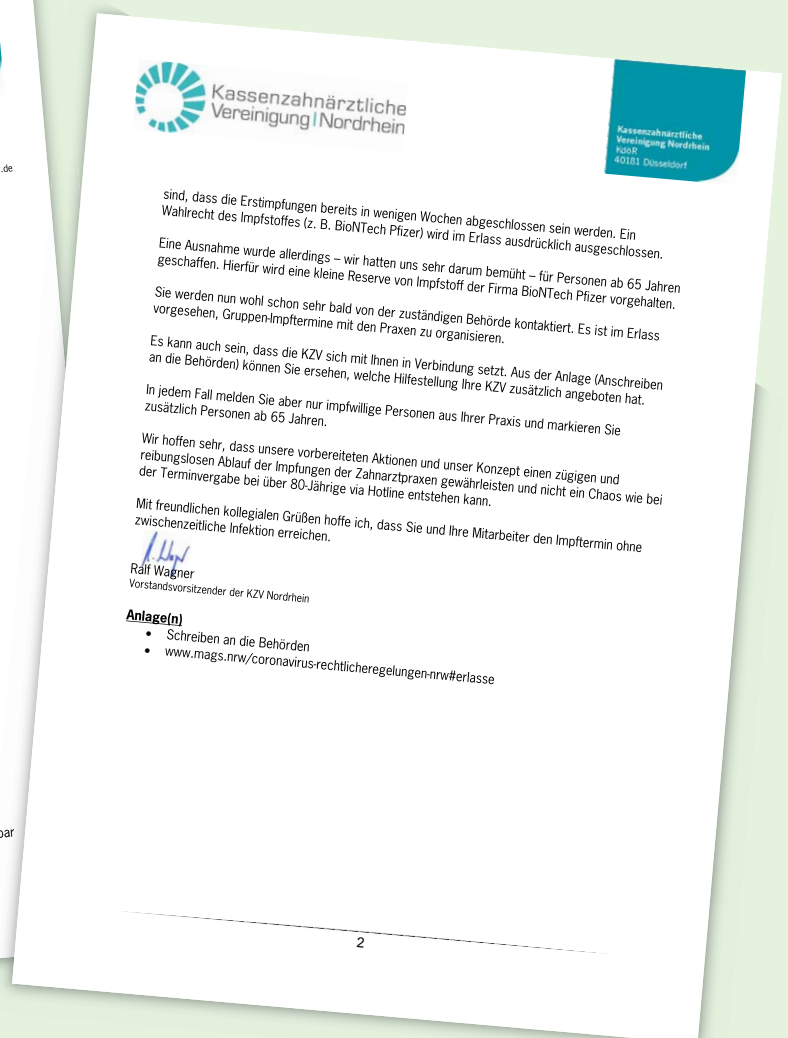 .de
bar
Kassenzahnärztliche
Vereinigung | Nordrhein
Kassenzahnärztliche
Vereinigung Nordrhein
KdöR
40181 Düsseldorf
sind, dass die Erstimpfungen bereits in wenigen Wochen abgeschlossen sein werden. Ein
Wahlrecht des Impfstoffes (z. B. BioNTech Pfizer) wird im Erlass ausdrücklich ausgeschlossen.
Eine Ausnahme wurde allerdings – wir hatten uns sehr darum bemüht – für Personen ab 65 Jahren
geschaffen. Hierfür wird eine kleine Reserve von Impfstoff der Firma BioNTech Pfizer vorgehalten.
Sie werden nun wohl schon sehr bald von der zuständigen Behörde kontaktiert. Es ist im Erlass
vorgesehen, Gruppen-Impftermine mit den Praxen zu organisieren.
Es kann auch sein, dass die KZV sich mit Ihnen in Verbindung setzt. Aus der Anlage (Anschreiben
an die Behörden) können Sie ersehen, welche Hilfestellung Ihre KZV zusätzlich angeboten hat.
In jedem Fall melden Sie aber nur impfwillige Personen aus Ihrer Praxis und markieren Sie
zusätzlich Personen ab 65 Jahren.
Wir hoffen sehr, dass unsere vorbereiteten Aktionen und unser Konzept einen zügigen und
reibungslosen Ablauf der Impfungen der Zahnarztpraxen gewährleisten und nicht ein Chaos wie bei
der Terminvergabe bei über 80-Jährige via Hotline entstehen kann.
Mit freundlichen kollegialen Grüßen hoffe ich, dass Sie und Ihre Mitarbeiter den Impftermin ohne
zwischenzeitliche Infektion erreichen.
Ralf Wagner
Vorstandsvorsitzender der KZV Nordrhein
Anlage(n)
• Schreiben an die Behörden
• www.mags.nrw/coronavirus-rechtlicheregelungen-nrw#erlasse
2